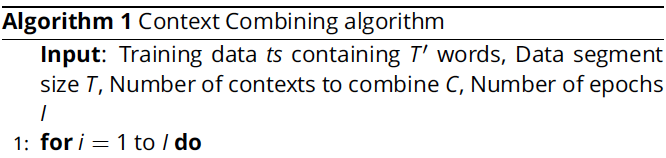 Algorithm 1 Context Combining algorithm
Input: Training data ts containing T′ words, Data segment
size T, Number of contexts to combine C, Number of epochs
I
1: for i = 1 to I do